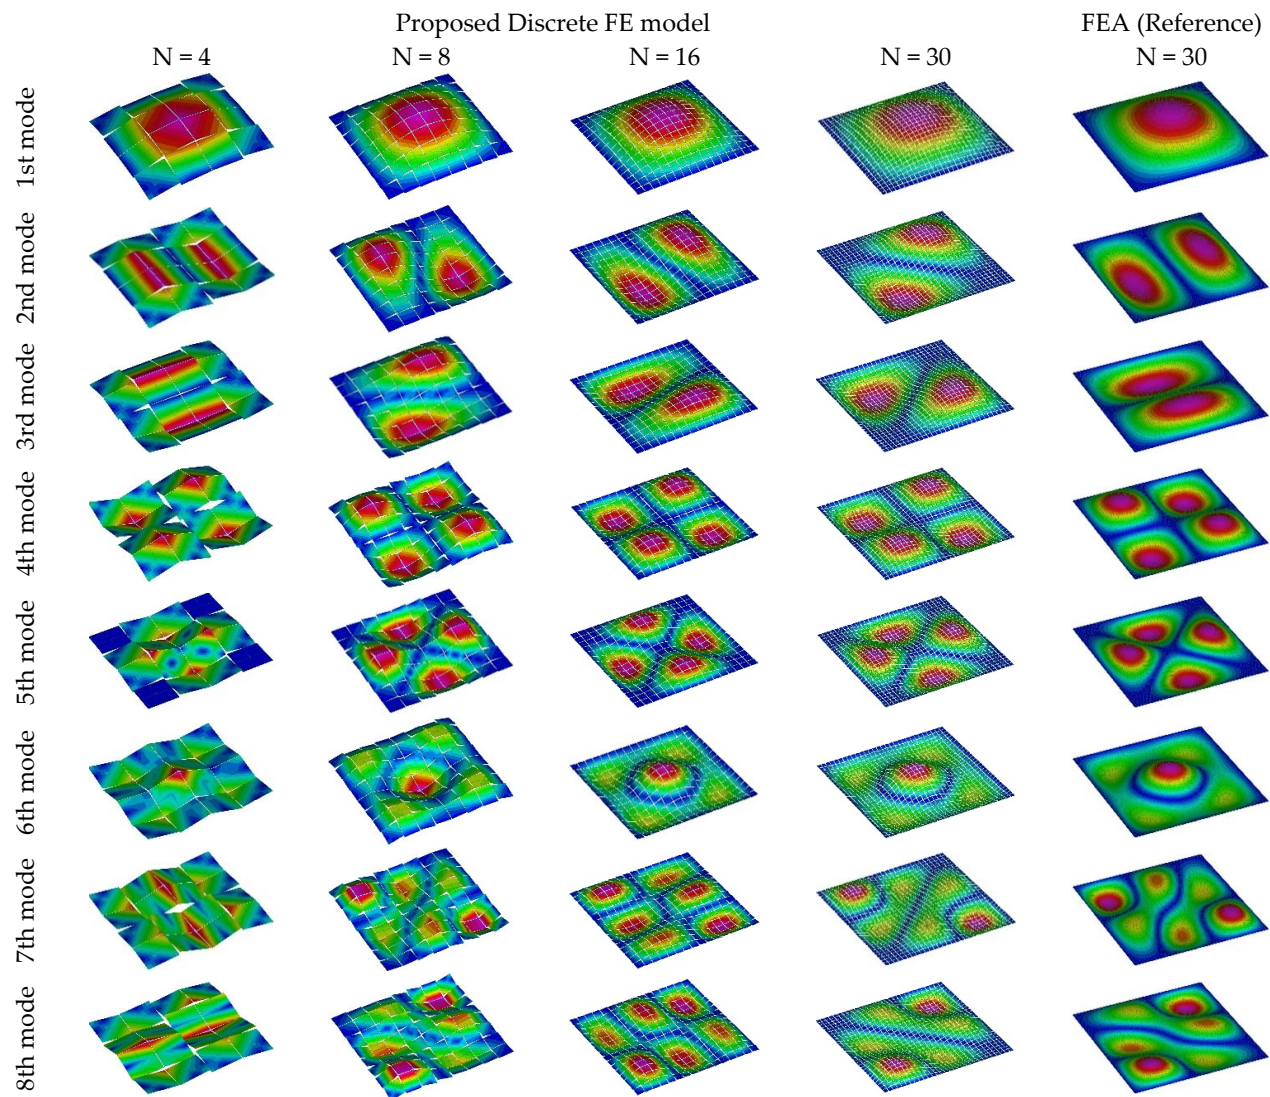 Proposed Discrete FE model FEA (Reference)
N = 4 N = 8 N = 16 N = 30 N = 30
1st mode
2nd mode
3rd mode
4th mode
5th mode
6th mode
7th mode
8th mode